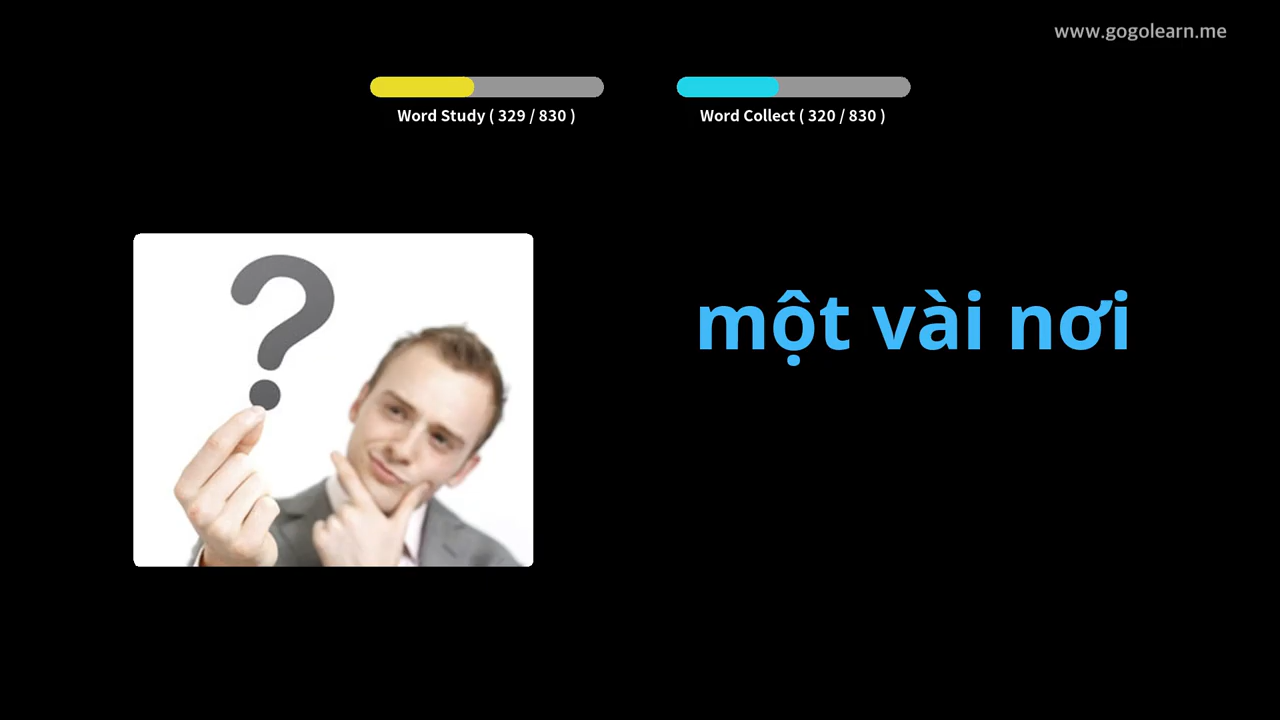 www.gogolearn.me
Word Study ( 329 / 830 )
Word Collect ( 320 / 830 )
?
một vài nơi